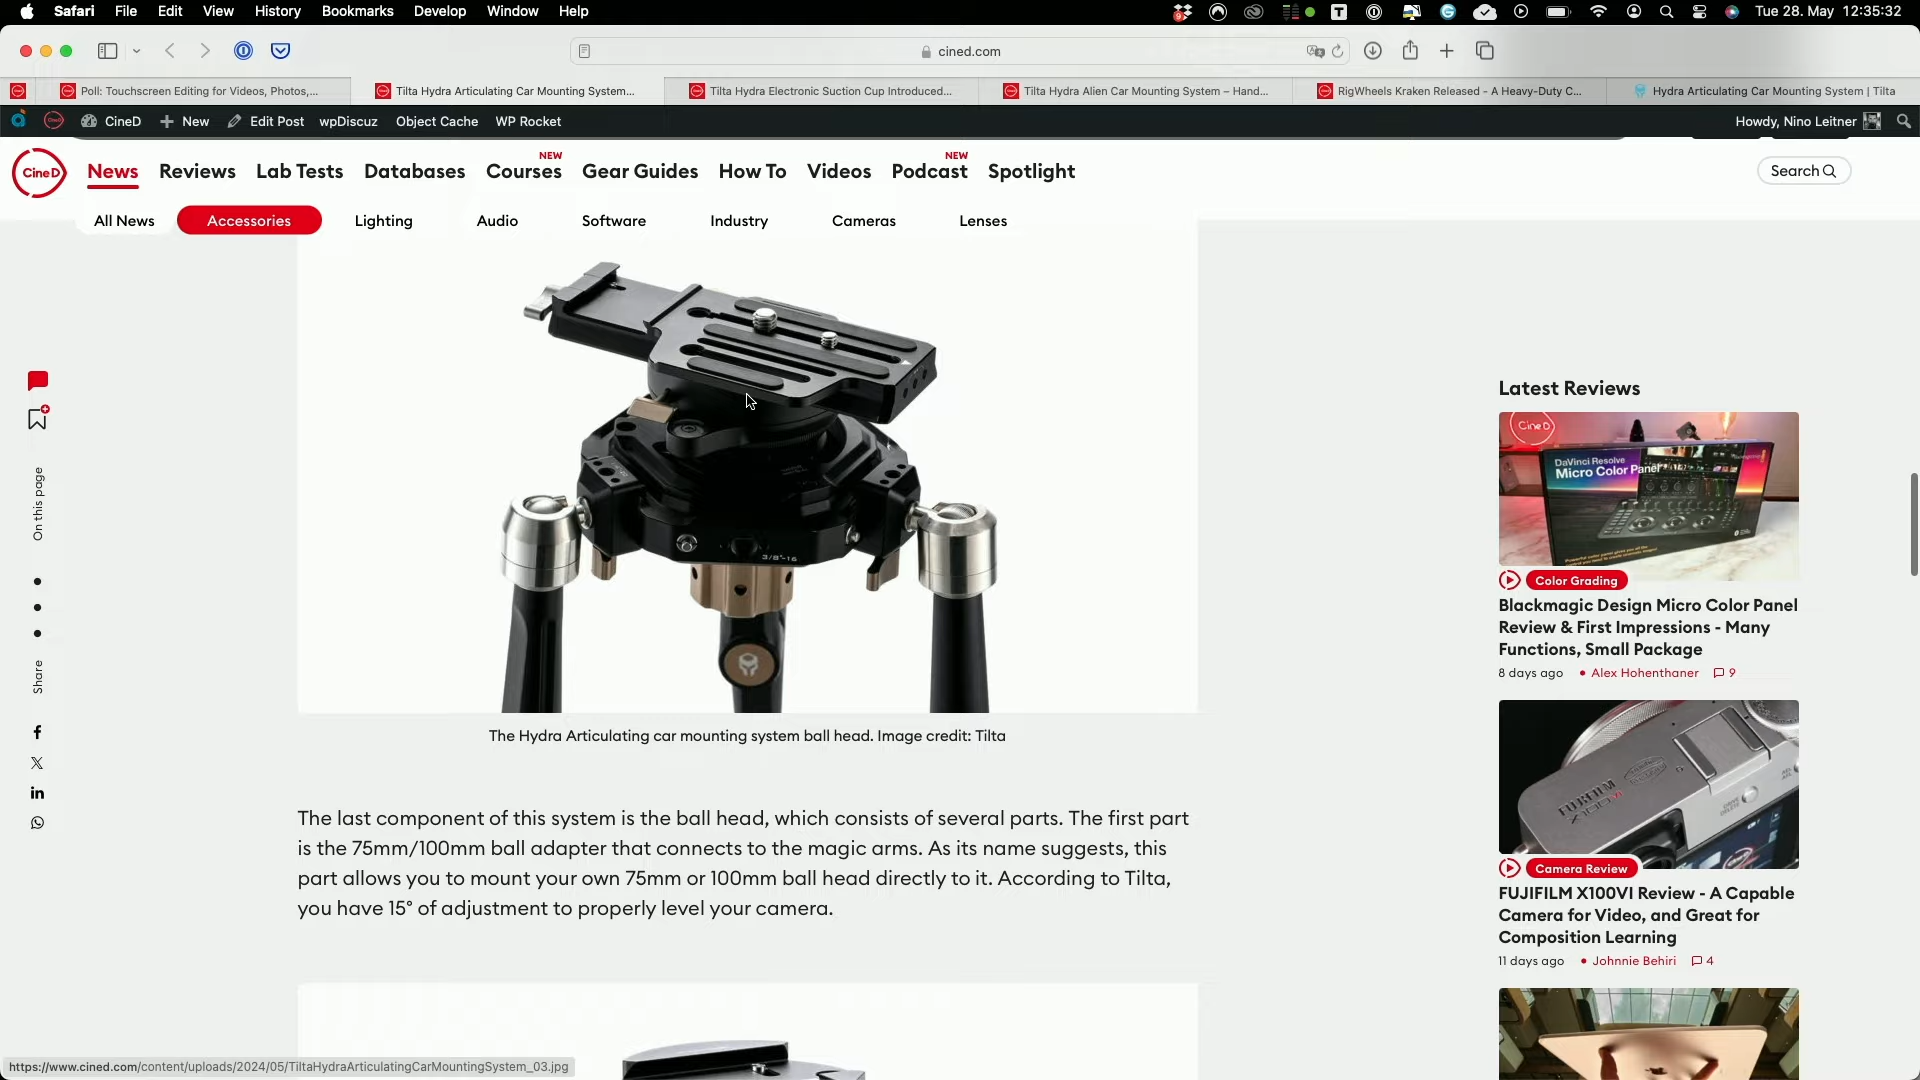 Safari File Edit View History Bookmarks Develop Window Help
Tue 28. May 12:35:32
cined.com
Poll: Touchscreen Editing for Videos, Photos,...
Tilta Hydra Articulating Car Mounting System...
Tilta Hydra Electronic Suction Cup Introduced...
Tilta Hydra Alien Car Mounting System – Hand...
RigWheels Kraken Released - A Heavy-Duty C...
Hydra Articulating Car Mounting System | Tilta
CineD New Edit Post wpDiscuz Object Cache WP Rocket
Howdy, Nino Leitner
NEW NEW
CineD
News Reviews Lab Tests Databases Courses Gear Guides How To Videos Podcast Spotlight
Search
All News Accessories Lighting Audio Software Industry Cameras Lenses
3/8"-16
The Hydra Articulating car mounting system ball head. Image credit: Tilta
The last component of this system is the ball head, which consists of several parts. The first part
is the 75mm/100mm ball adapter that connects to the magic arms. As its name suggests, this
part allows you to mount your own 75mm or 100mm ball head directly to it. According to Tilta,
you have 15° of adjustment to properly level your camera.
On this page
Share
Latest Reviews
CineD
DaVinci Resolve
Micro Color Panel
Color Grading
Blackmagic Design Micro Color Panel
Review & First Impressions - Many
Functions, Small Package
8 days ago • Alex Hohenthaner 9
FUJIFILM X100VI
Camera Review
FUJIFILM X100VI Review - A Capable
Camera for Video, and Great for
Composition Learning
11 days ago • Johnnie Behiri 4
https://www.cined.com/content/uploads/2024/05/TiltaHydraArticulatingCarMountingSystem_03.jpg